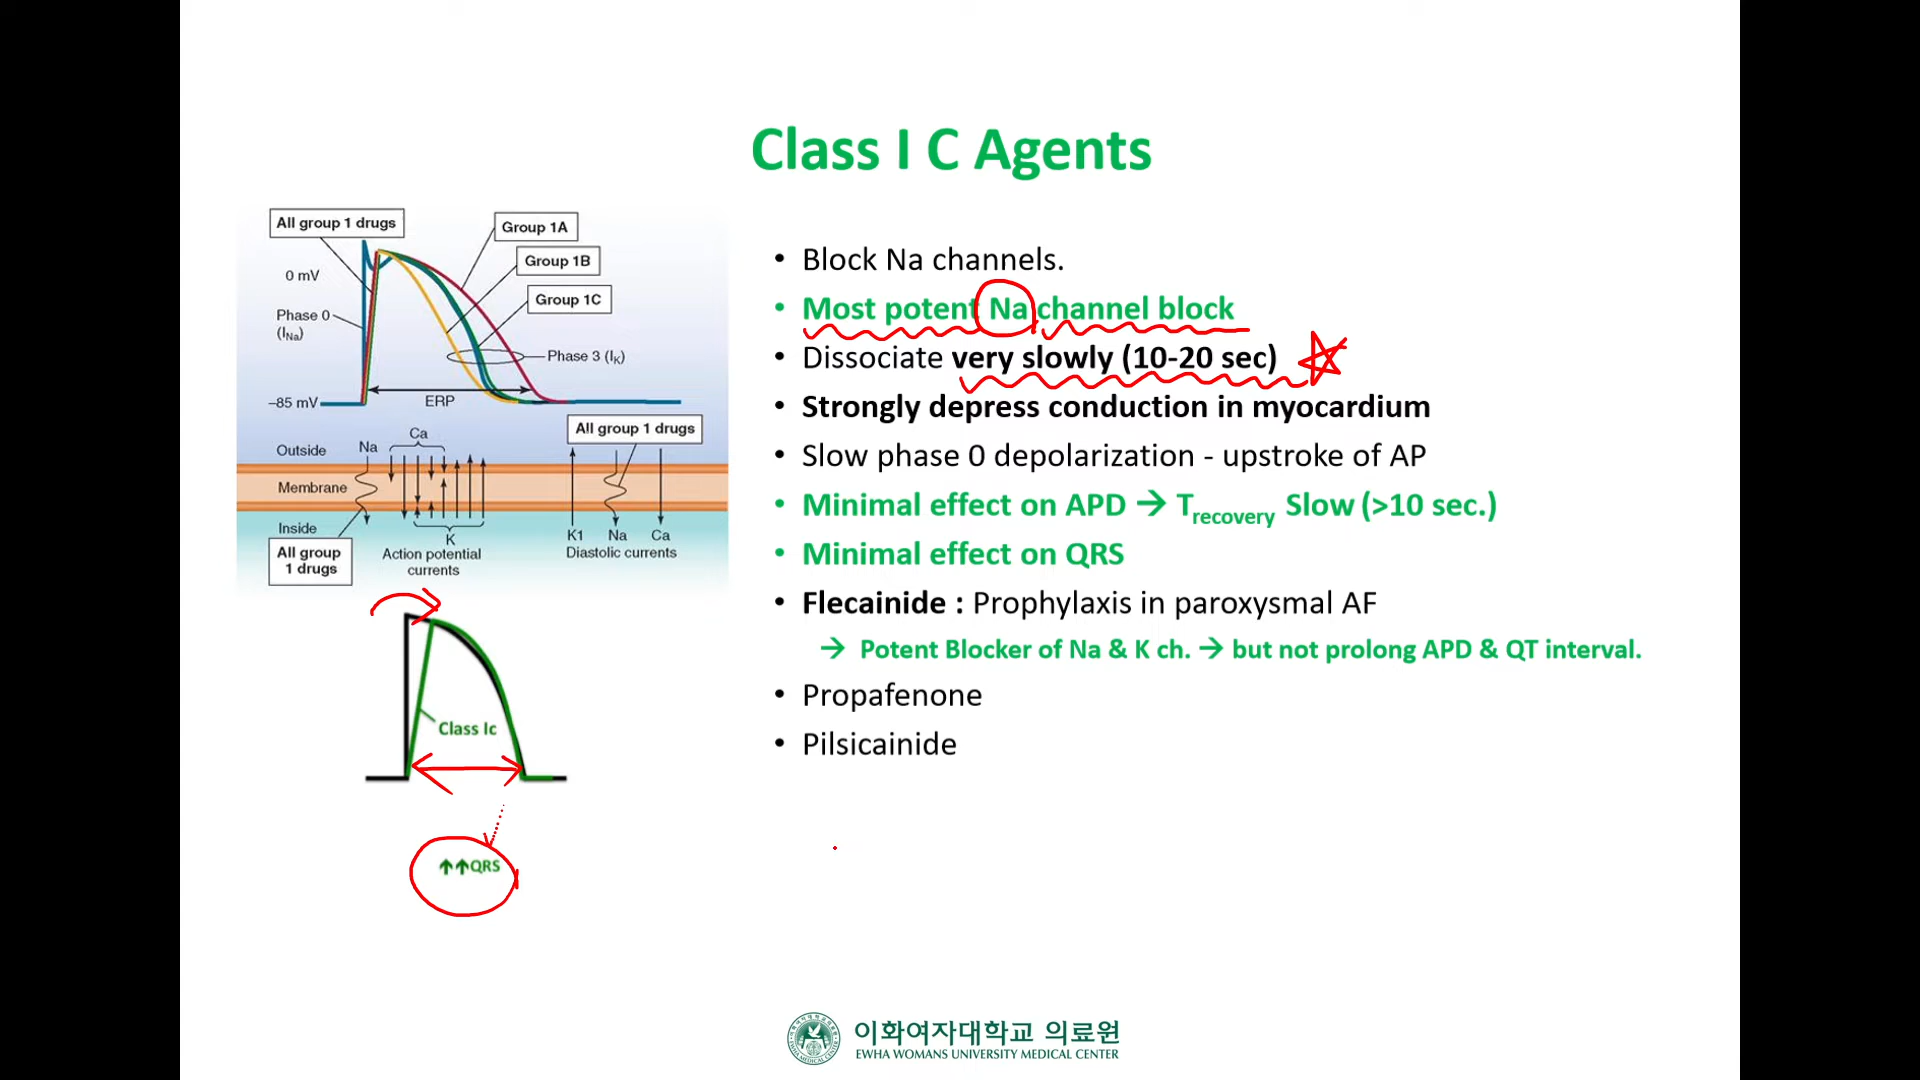 Class I C Agents
All group 1 drugs
Group 1A
Group 1B
Group 1C
0 mV
Phase 0
(INa)
Phase 3 (IK)
–85 mV
ERP
All group 1 drugs
Outside
Na
Ca
Membrane
Inside
K
K1
Na
Ca
All group
1 drugs
Action potential
currents
Diastolic currents
Class Ic
↑↑QRS
• Block Na channels.
• Most potent Na channel block
• Dissociate very slowly (10-20 sec)
• Strongly depress conduction in myocardium
• Slow phase 0 depolarization - upstroke of AP
• Minimal effect on APD → Trecovery Slow (>10 sec.)
• Minimal effect on QRS
• Flecainide : Prophylaxis in paroxysmal AF
→ Potent Blocker of Na & K ch. → but not prolong APD & QT interval.
• Propafenone
• Pilsicainide
이화여자대학교 의료원
EWHA WOMANS UNIVERSITY MEDICAL CENTER